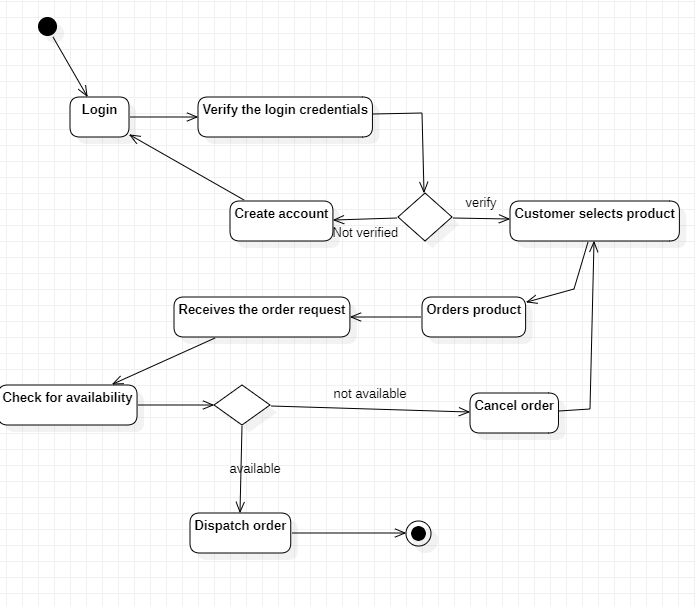 Login
Verify the login credentials
verify
Create account
Customer selects product
Not verified
Receives the order request
Orders product
Check for availability
not available
Cancel order
available
Dispatch order